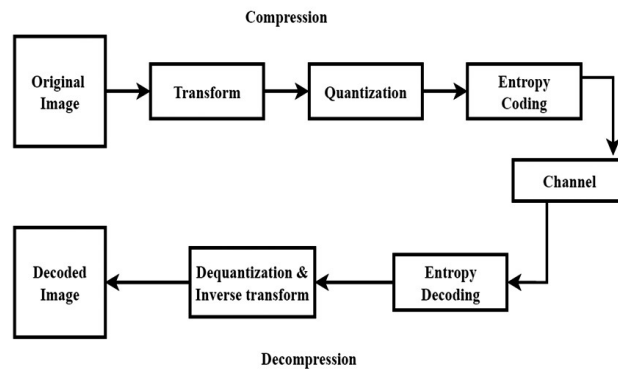 Compression
Original
Image
Transform
Quantization
Entropy
Coding
Channel
Decoded
Image
Dequantization &
Inverse transform
Entropy
Decoding
Decompression